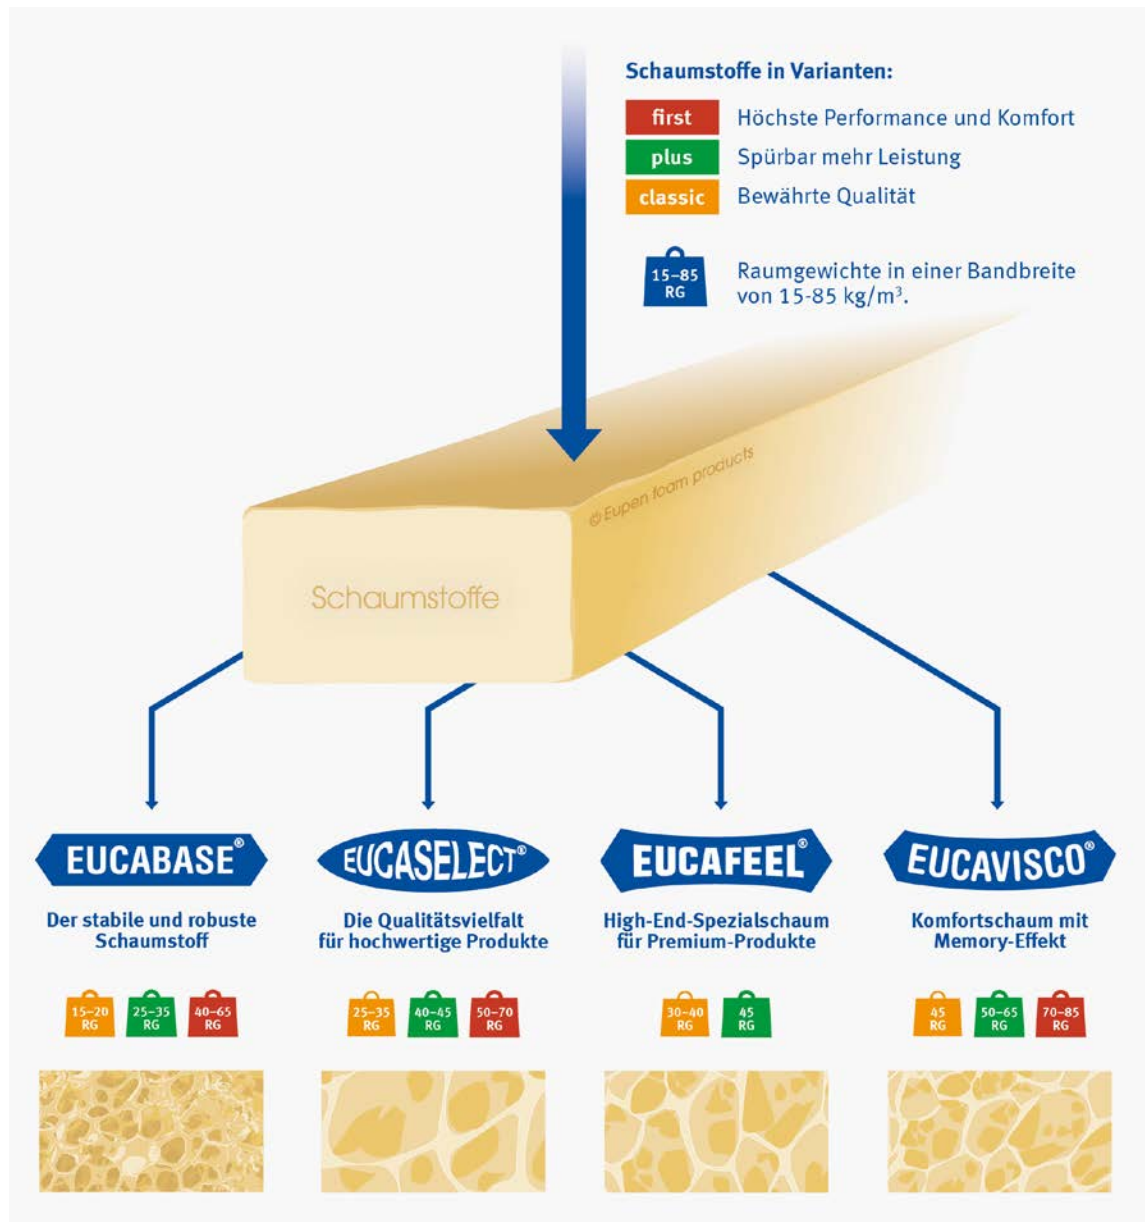 Schaumstoffe in Varianten:
first Höchste Performance und Komfort
plus Spürbar mehr Leistung
classic Bewährte Qualität
15–85
RG
Raumgewichte in einer Bandbreite
von 15-85 kg/m³.
© Eupen foam products
Schaumstoffe
EUCABASE®
Der stabile und robuste
Schaumstoff
15–20
RG
25–35
RG
40–65
RG
EUCASELECT®
Die Qualitätsvielfalt
für hochwertige Produkte
25–35
RG
40–45
RG
50–70
RG
EUCAFEEL®
High-End-Spezialschaum
für Premium-Produkte
30–40
RG
45
RG
EUCAVISCO®
Komfortschaum mit
Memory-Effekt
45
RG
50–65
RG
70–85
RG